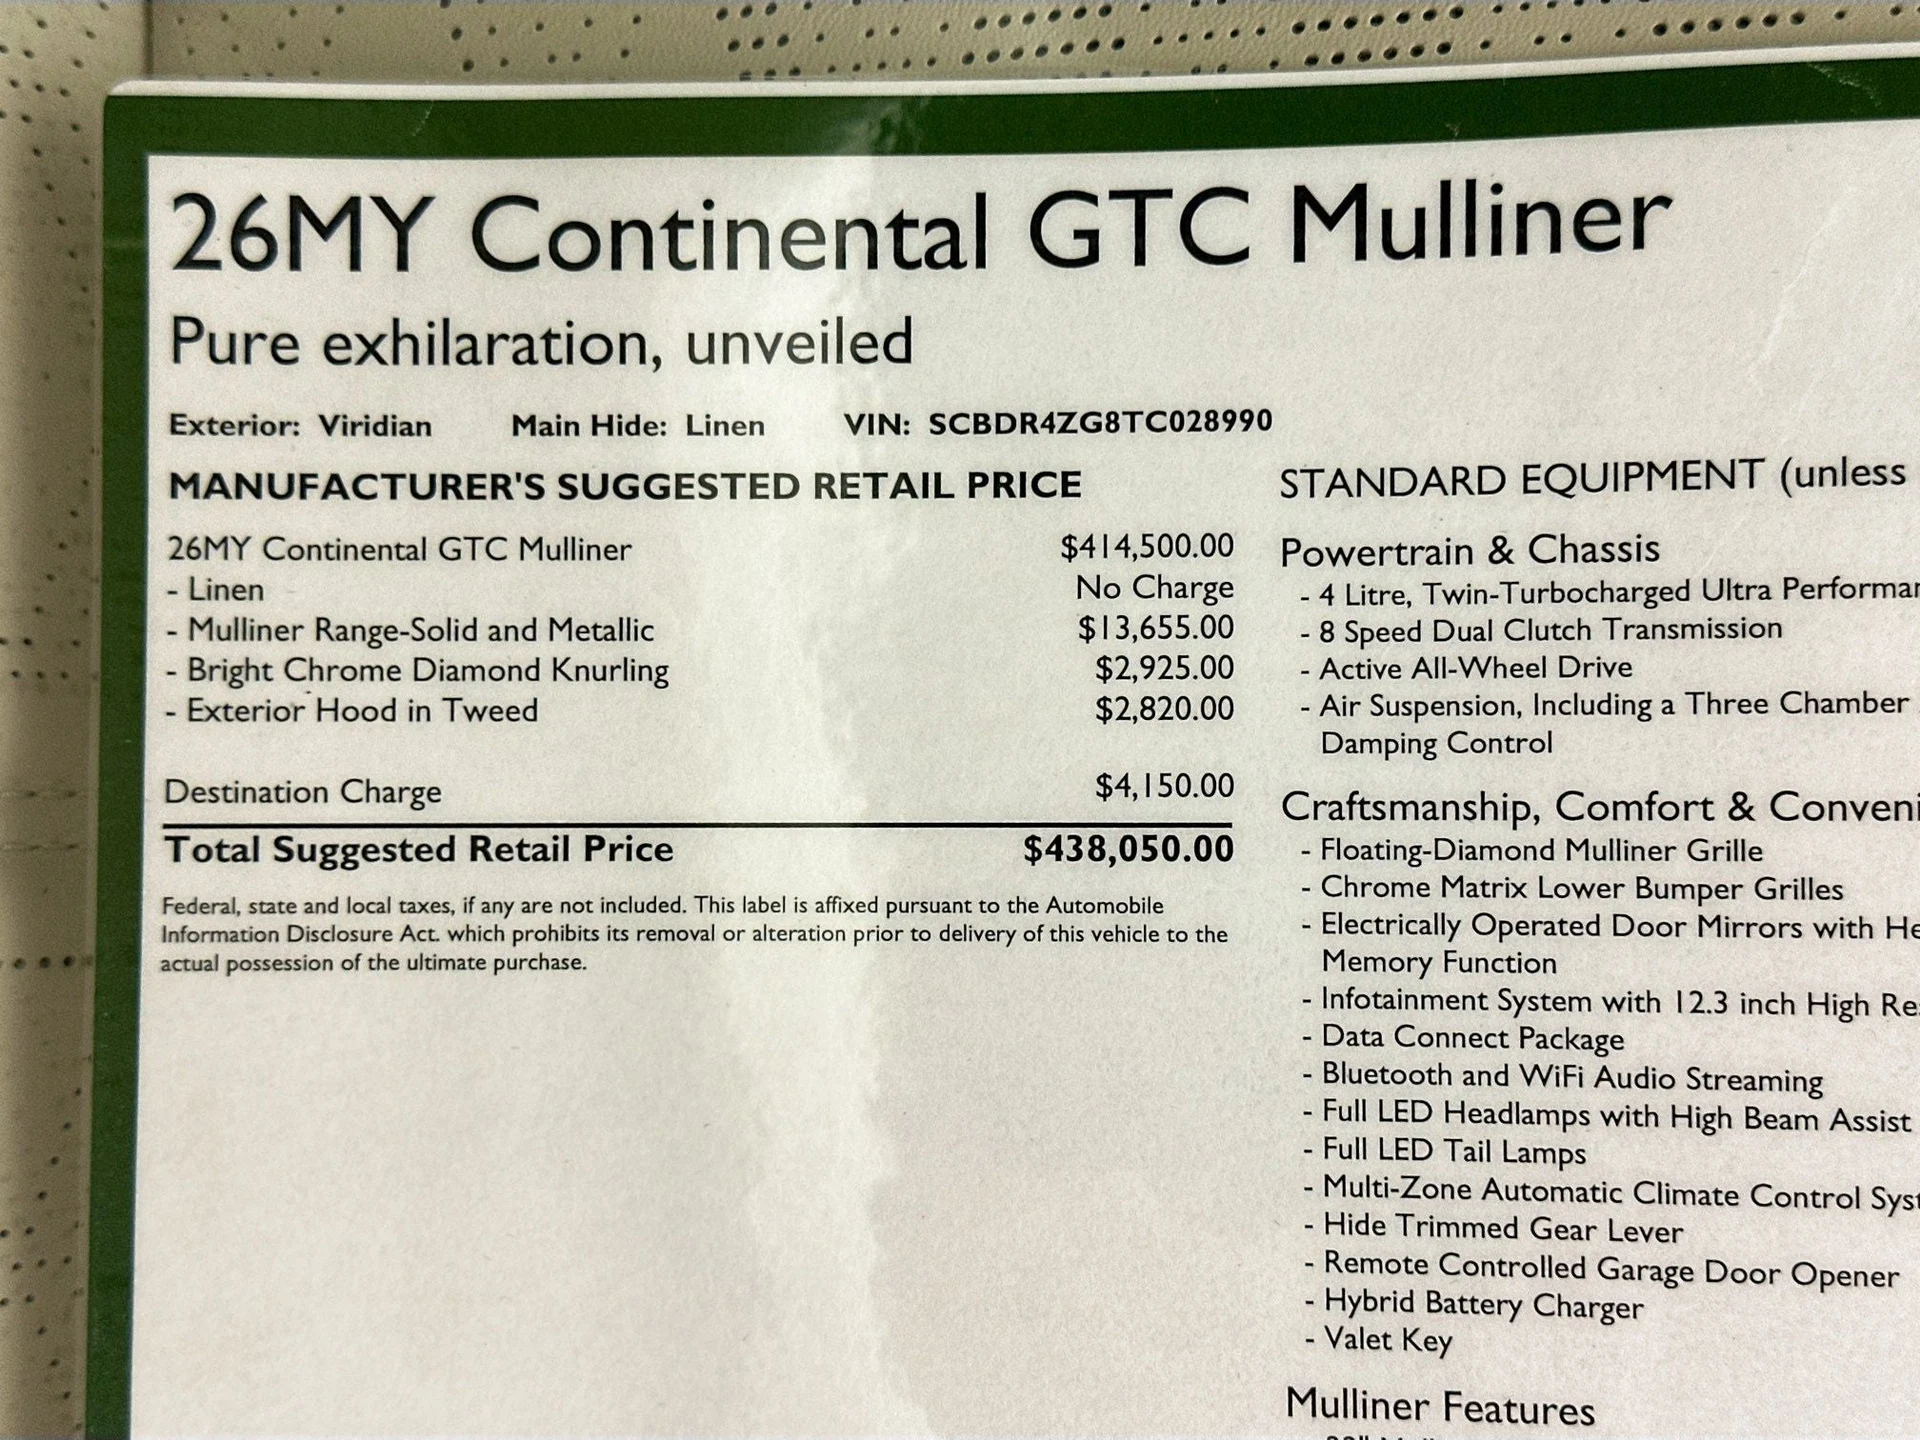 26MY Continental GTC Mulliner
Pure exhilaration, unveiled
Exterior: Viridian Main Hide: Linen VIN: SCBDR4ZG8TC028990
MANUFACTURER'S SUGGESTED RETAIL PRICE
26MY Continental GTC Mulliner $414,500.00
- Linen No Charge
- Mulliner Range-Solid and Metallic $13,655.00
- Bright Chrome Diamond Knurling $2,925.00
- Exterior Hood in Tweed $2,820.00
Destination Charge $4,150.00
Total Suggested Retail Price $438,050.00
Federal, state and local taxes, if any are not included. This label is affixed pursuant to the Automobile
Information Disclosure Act. which prohibits its removal or alteration prior to delivery of this vehicle to the
actual possession of the ultimate purchase.
STANDARD EQUIPMENT (unless
Powertrain & Chassis
- 4 Litre, Twin-Turbocharged Ultra
- 8 Speed Dual Clutch Transmission
- Active All-Wheel Drive
- Air Suspension, Including a Three Chamber
Damping Control
Craftsmanship, Comfort &
- Floating-Diamond Mulliner Grille
- Chrome Matrix Lower Bumper Grilles
- Electrically Operated Door Mirrors with
Memory Function
- Infotainment System with 12.3 inch High
- Data Connect Package
- Bluetooth and WiFi Audio Streaming
- Full LED Headlamps with High Beam Assist
- Full LED Tail Lamps
- Multi-Zone Automatic Climate Control
- Hide Trimmed Gear Lever
- Remote Controlled Garage Door Opener
- Hybrid Battery Charger
- Valet Key
Mulliner Features